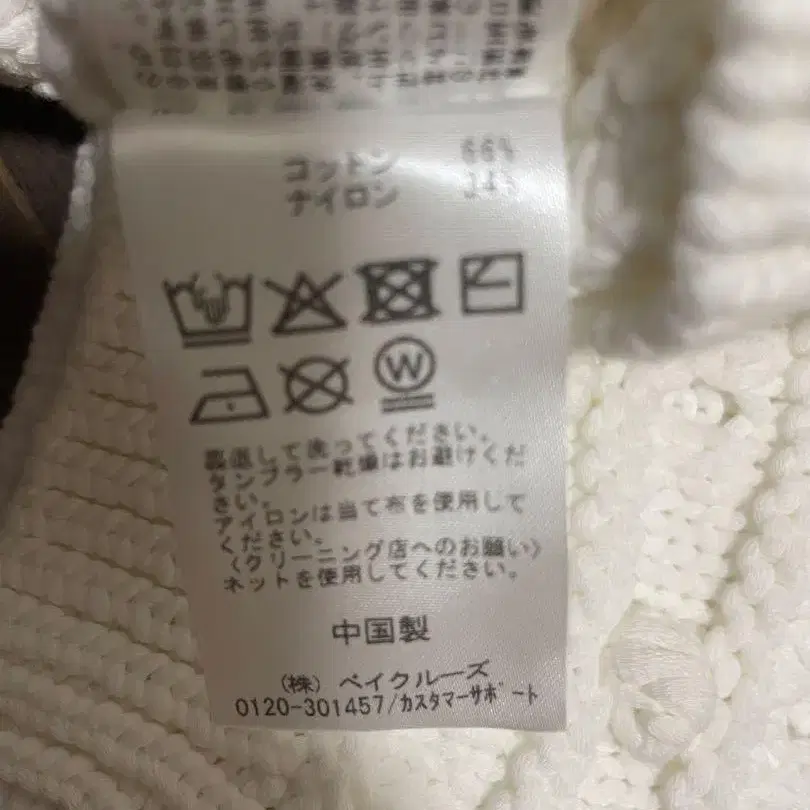 コットン 66%
ナイロン 34%
W
裏返して洗ってください。
タンブラー乾燥はお避けくだ
さい。
アイロンは当て布を使用して
ください。
〈クリーニング店へのお願い〉
ネットを使用してください。
中国製
(株) ベイクルーズ
0120-301457/カスタマーサポート